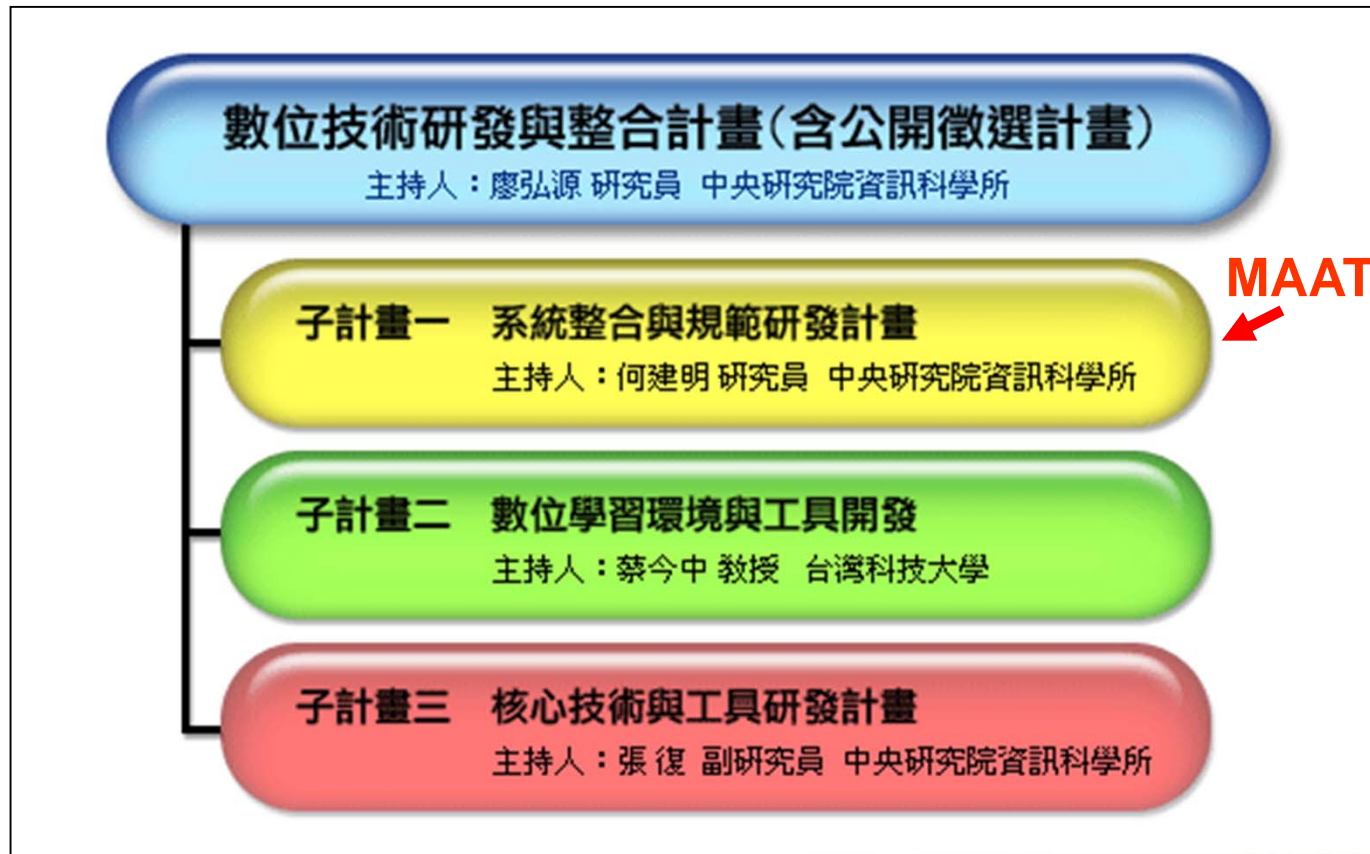 數位技術研發與整合計畫(含公開徵選計畫)
主持人：廖弘源 研究員 中央研究院資訊科學所
MAAT
子計畫一 系統整合與規範研發計畫
主持人：何建明 研究員 中央研究院資訊科學所
子計畫二 數位學習環境與工具開發
主持人：蔡今中 教授 台灣科技大學
子計畫三 核心技術與工具研發計畫
主持人：張 復 副研究員 中央研究院資訊科學所